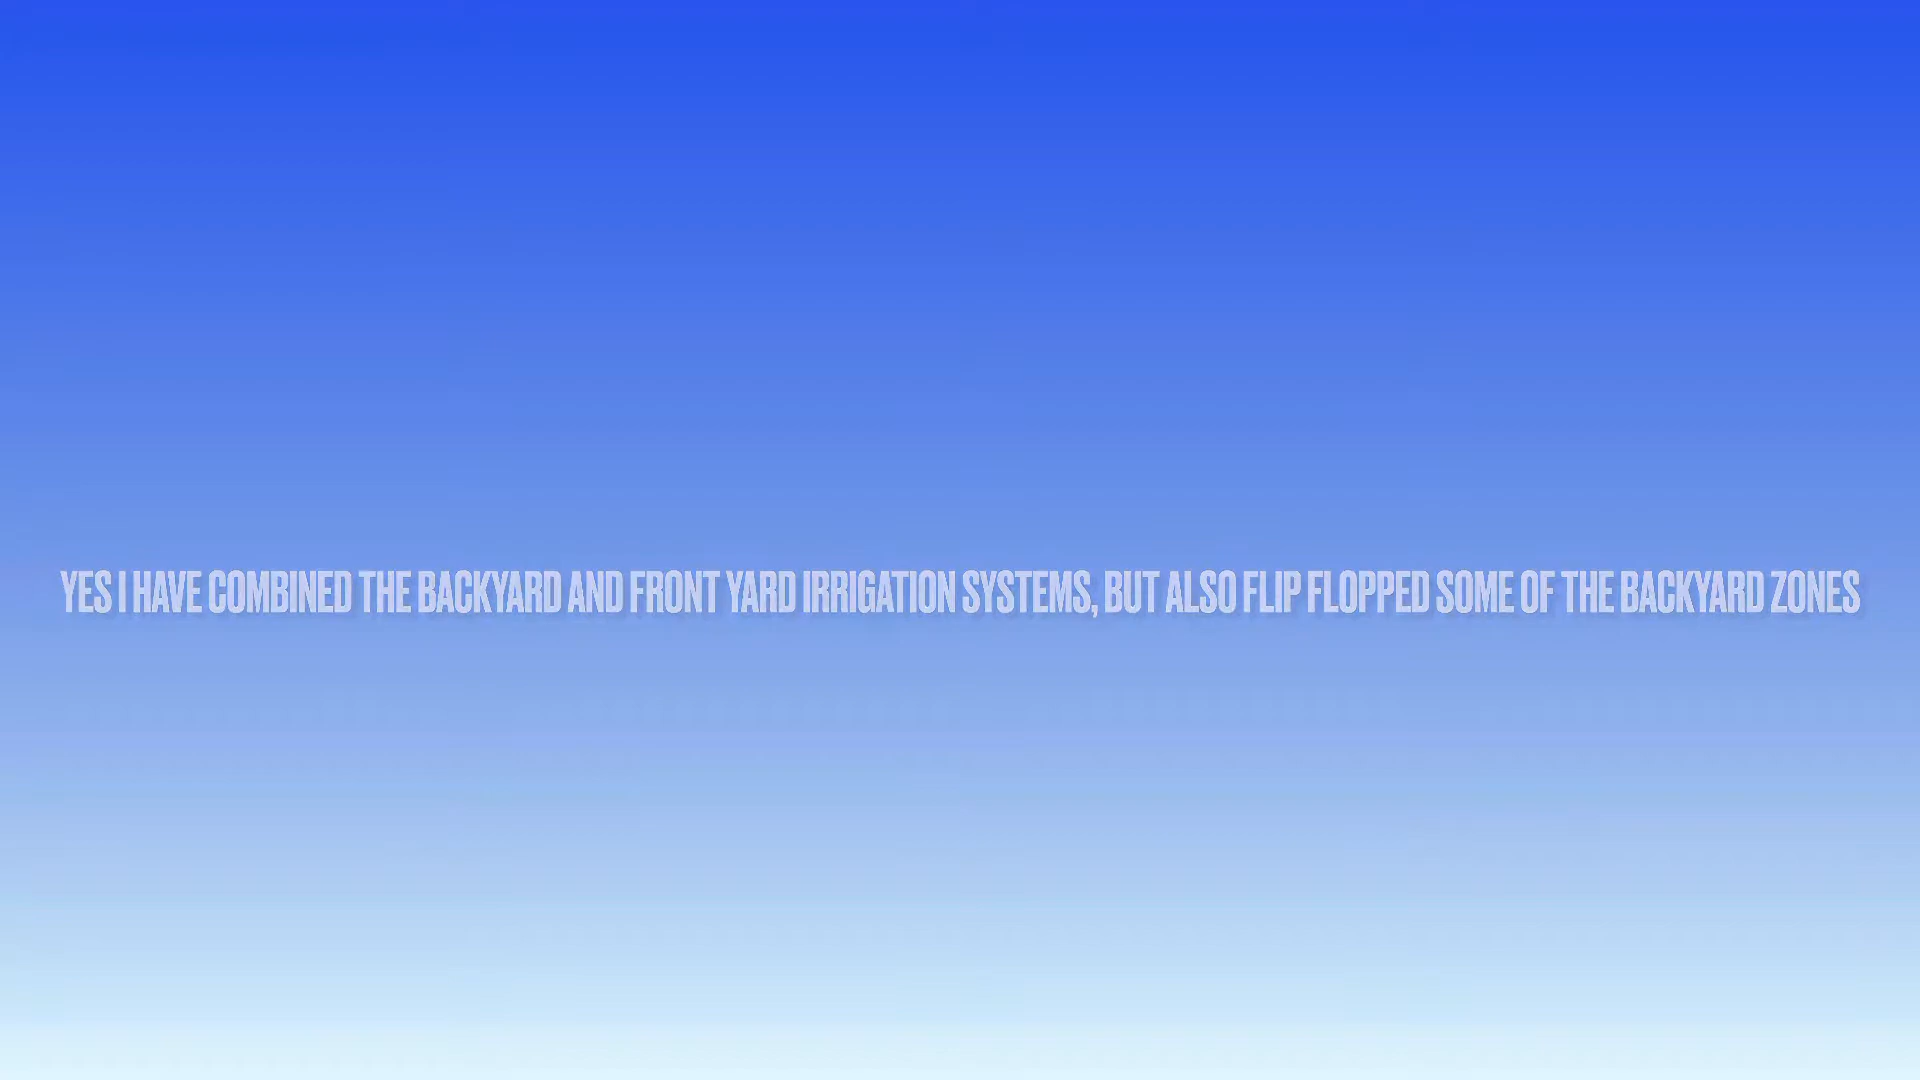 YES I HAVE COMBINED THE BACKYARD AND FRONT YARD IRRIGATION SYSTEMS, BUT ALSO FLIP FLOPPED SOME OF THE BACKYARD ZONES